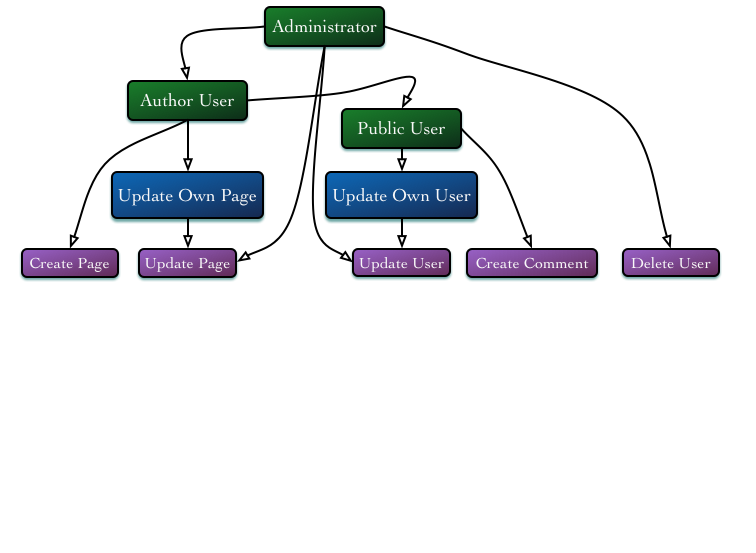 Administrator
Author User
Public User
Update Own Page
Update Own User
Create Page
Update Page
Update User
Create Comment
Delete User